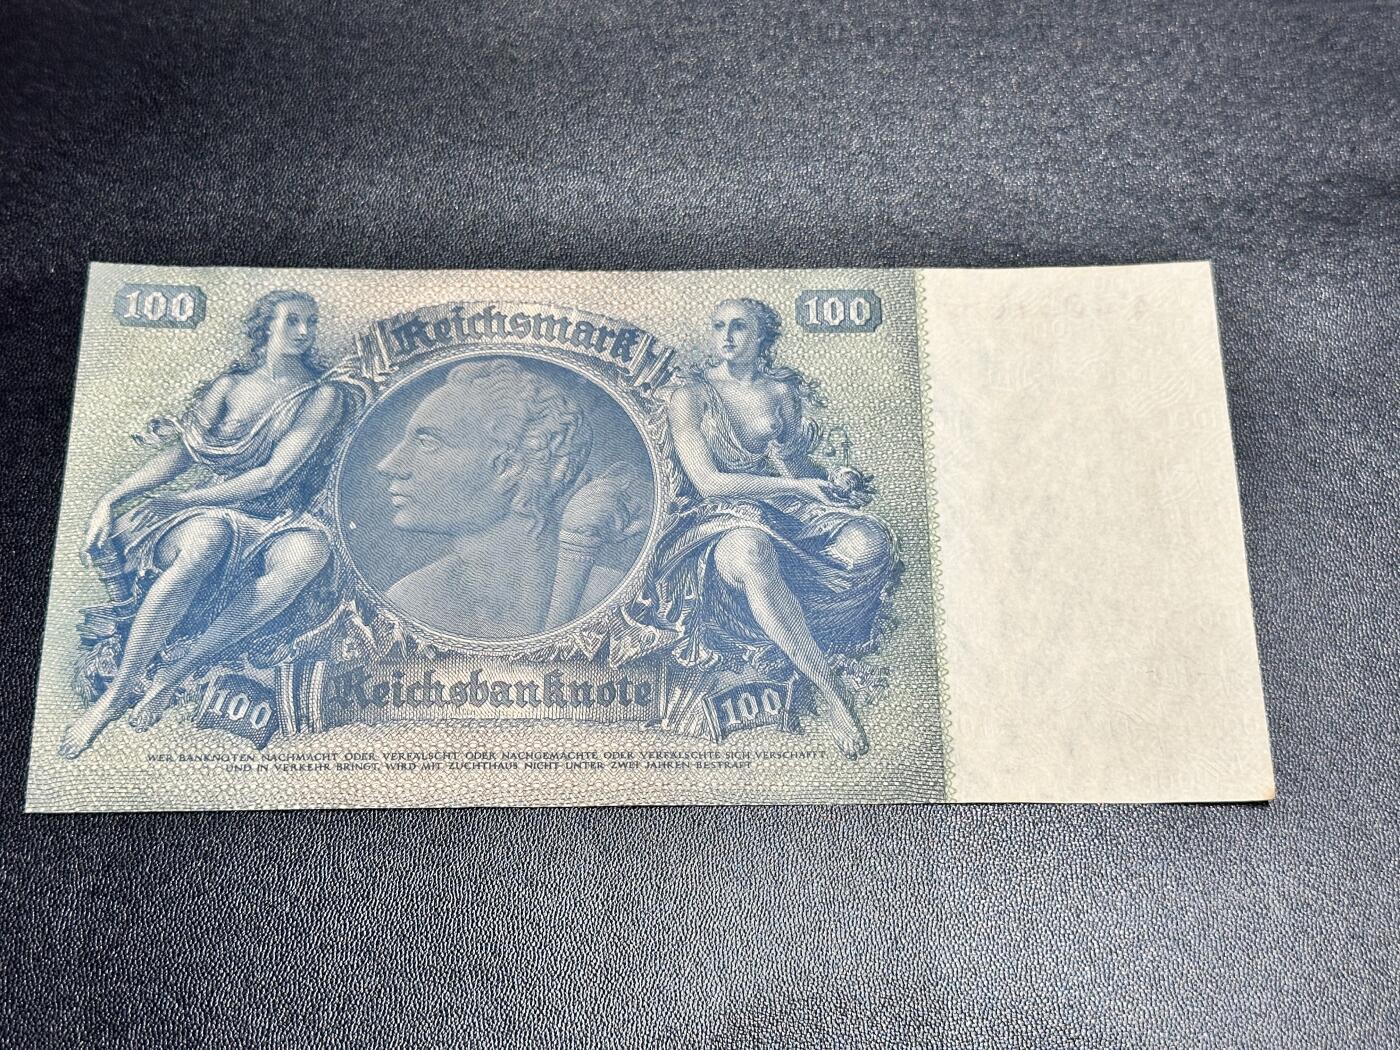 100
100
Reichsmark
Reichsbanknote
100
100
WER BANKNOTEN NACHMACHT ODER VERFÄLSCHT ODER NACHGEMACHTE ODER VERFÄLSCHTE SICH VERSCHAFFT
UND IN VERKEHR BRINGT, WIRD MIT ZUCHTHAUS NICHT UNTER ZWEI JAHREN BESTRAFT